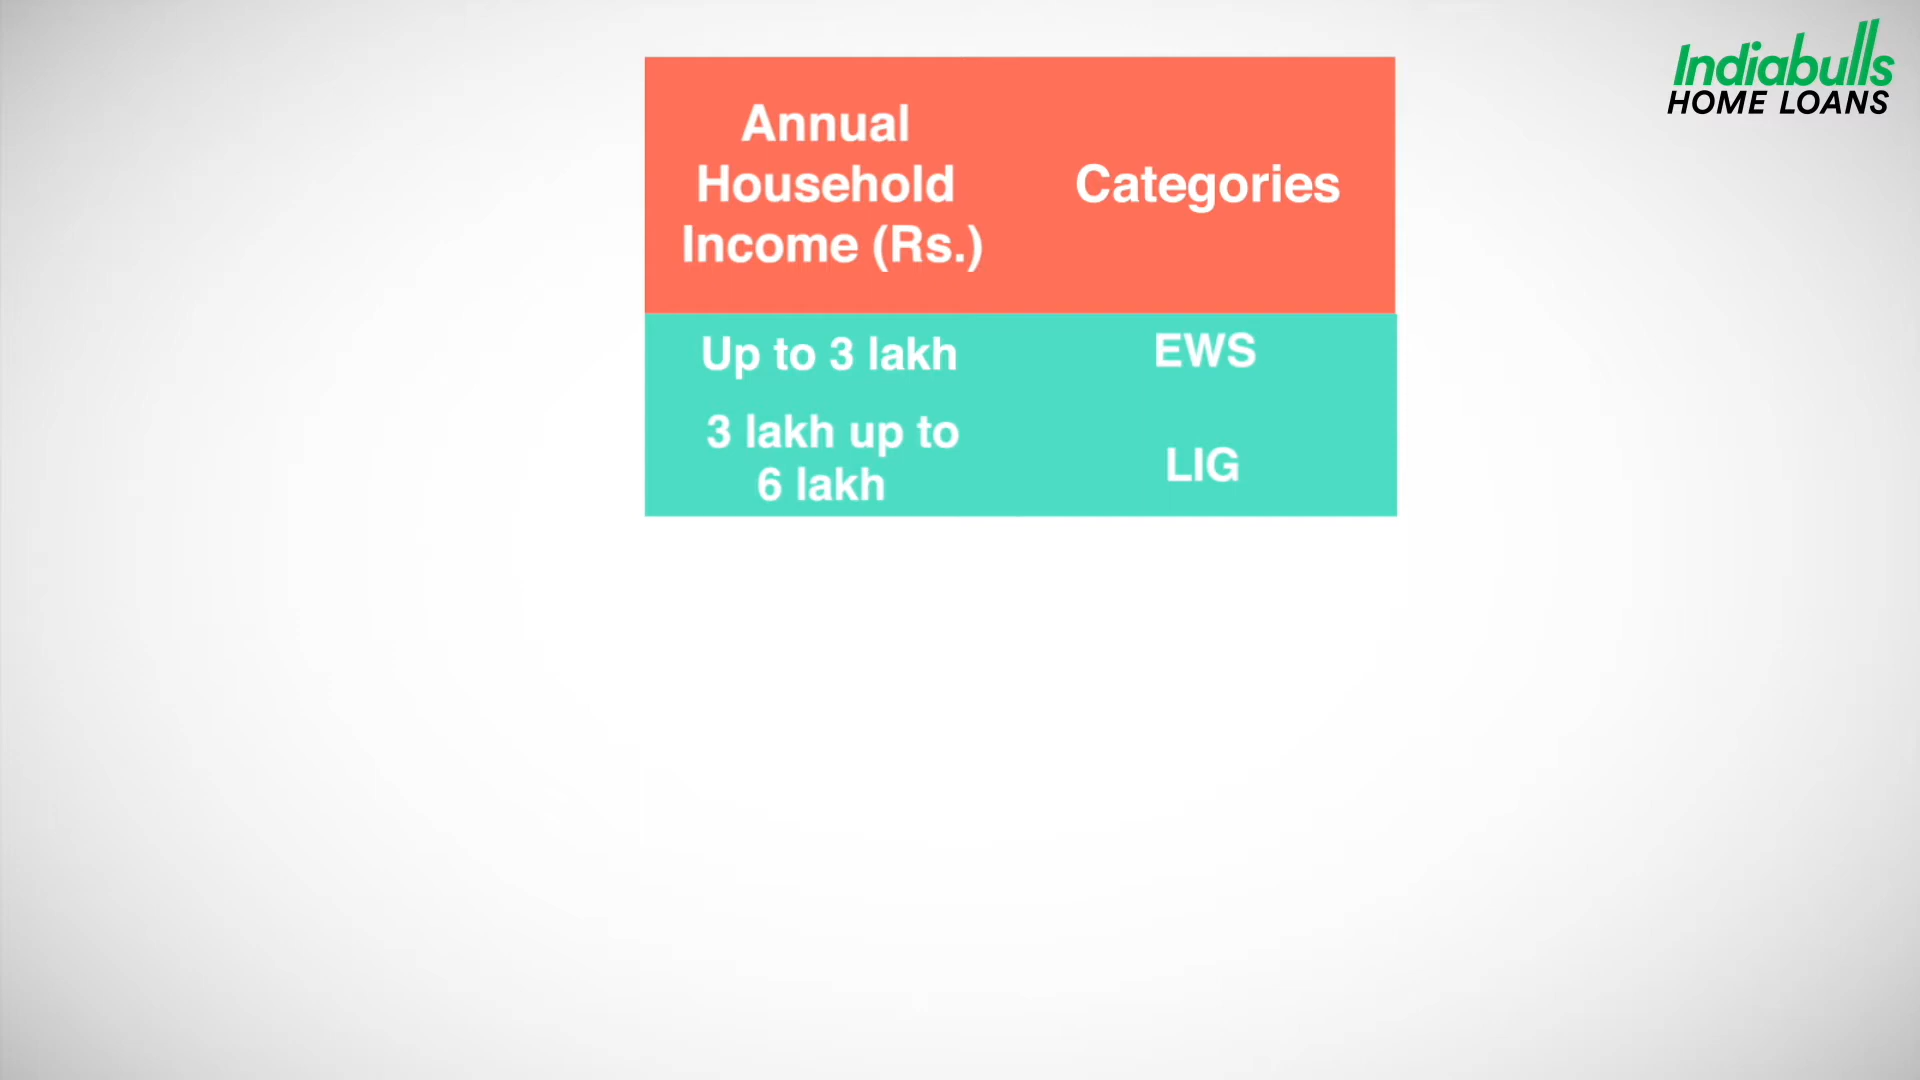 Indiabulls
HOME LOANS
Annual
Household
Income (Rs.)
Categories
Up to 3 lakh
EWS
3 lakh up to
6 lakh
LIG